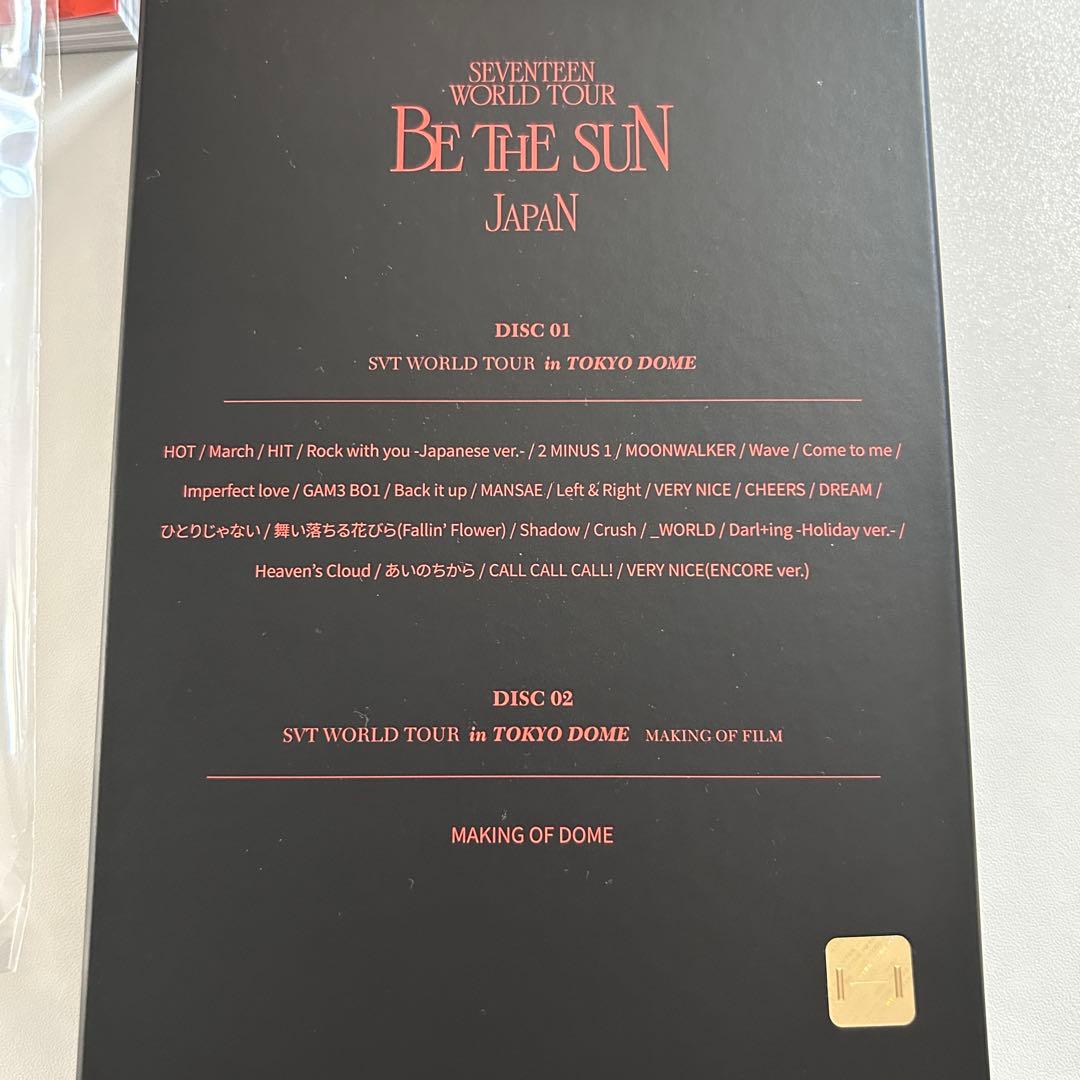 SEVENTEEN
WORLD TOUR
BE THE SUN
JAPAN
DISC 01
SVT WORLD TOUR in TOKYO DOME
HOT / March / HIT / Rock with you -Japanese ver.- / 2 MINUS 1 / MOONWALKER / Wave / Come to me /
Imperfect love / GAM3 BO1 / Back it up / MANSAE / Left & Right / VERY NICE / CHEERS / DREAM /
ひとりじゃない / 舞い落ちる花びら(Fallin' Flower) / Shadow / Crush / _WORLD / Darl+ing -Holiday ver.- /
Heaven's Cloud / あいのちから / CALL CALL CALL! / VERY NICE(ENCORE ver.)
DISC 02
SVT WORLD TOUR in TOKYO DOME MAKING OF FILM
MAKING OF DOME